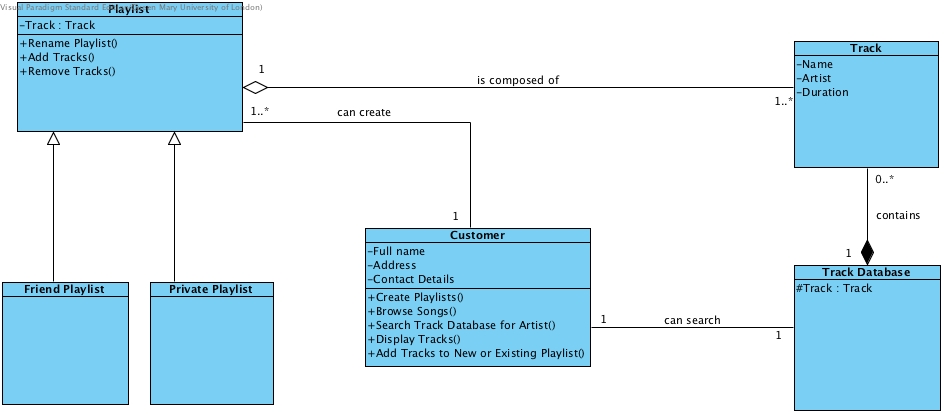 Visual Paradigm Standard Ed    en Mary University of London)
Playlist
-Track : Track
+Rename Playlist()
+Add Tracks()
+Remove Tracks()
1
is composed of
1..*
1..*
can create
1
Track
-Name
-Artist
-Duration
0..*
contains
1
Customer
-Full name
-Address
-Contact Details
+Create Playlists()
+Browse Songs()
+Search Track Database for Artist()
+Display Tracks()
+Add Tracks to New or Existing Playlist()
1
can search
1
Track Database
#Track : Track
Friend Playlist
Private Playlist